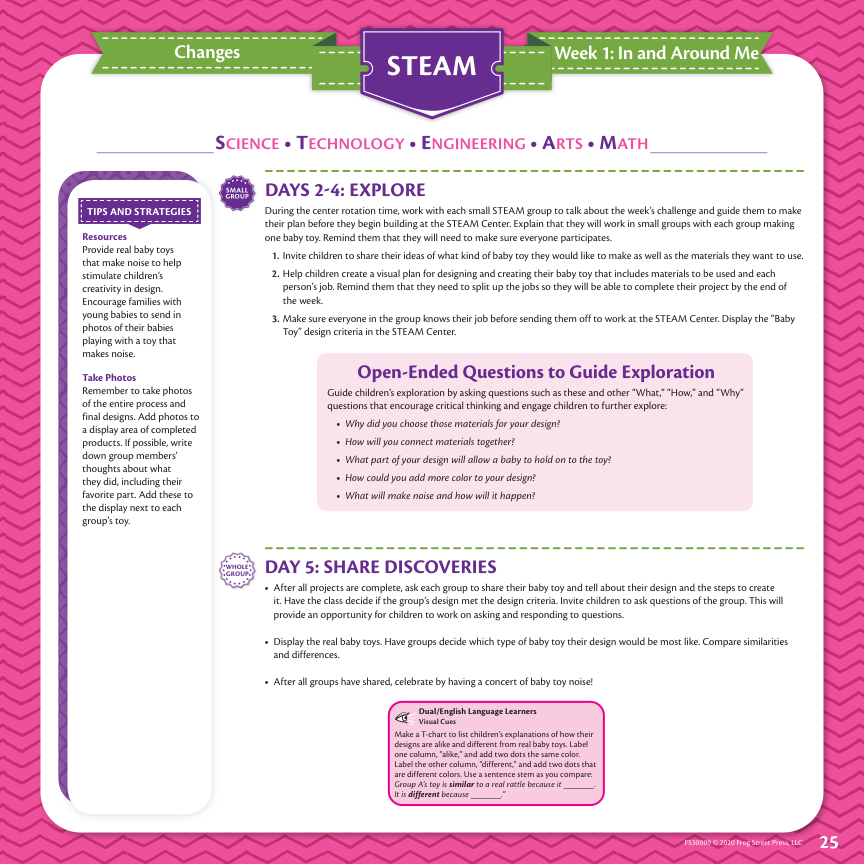 Changes
STEAM
Week 1: In and Around Me
SCIENCE • TECHNOLOGY • ENGINEERING • ARTS • MATH
TIPS AND STRATEGIES
Resources
Provide real baby toys
that make noise to help
stimulate children's
creativity in design.
Encourage families with
young babies to send in
photos of their babies
playing with a toy that
makes noise.
Take Photos
Remember to take photos
of the entire process and
final designs. Add photos to
a display area of completed
products. If possible, write
down group members'
thoughts about what
they did, including their
favorite part. Add these to
the display next to each
group's toy.
SMALL
GROUP
DAYS 2-4: EXPLORE
During the center rotation time, work with each small STEAM group to talk about the week's challenge and guide them to make
their plan before they begin building at the STEAM Center. Explain that they will work in small groups with each group making
one baby toy. Remind them that they will need to make sure everyone participates.
1. Invite children to share their ideas of what kind of baby toy they would like to make as well as the materials they want to use.
2. Help children create a visual plan for designing and creating their baby toy that includes materials to be used and each
person's job. Remind them that they need to split up the jobs so they will be able to complete their project by the end of
the week.
3. Make sure everyone in the group knows their job before sending them off to work at the STEAM Center. Display the "Baby
Toy" design criteria in the STEAM Center.
Open-Ended Questions to Guide Exploration
Guide children's exploration by asking questions such as these and other "What," "How," and "Why"
questions that encourage critical thinking and engage children to further explore:
• Why did you choose those materials for your design?
• How will you connect materials together?
• What part of your design will allow a baby to hold on to the toy?
• How could you add more color to your design?
• What will make noise and how will it happen?
WHOLE
GROUP
DAY 5: SHARE DISCOVERIES
• After all projects are complete, ask each group to share their baby toy and tell about their design and the steps to create
it. Have the class decide if the group's design met the design criteria. Invite children to ask questions of the group. This will
provide an opportunity for children to work on asking and responding to questions.
• Display the real baby toys. Have groups decide which type of baby toy their design would be most like. Compare similarities
and differences.
• After all groups have shared, celebrate by having a concert of baby toy noise!
Dual/English Language Learners
Visual Cues
Make a T-chart to list children's explanations of how their
designs are alike and different from real baby toys. Label
one column, "alike," and add two dots the same color.
Label the other column, "different," and add two dots that
are different colors. Use a sentence stem as you compare:
Group A's toy is similar to a real rattle because it _______.
It is different because _______."
FS30009 © 2020 Frog Street Press, LLC
25